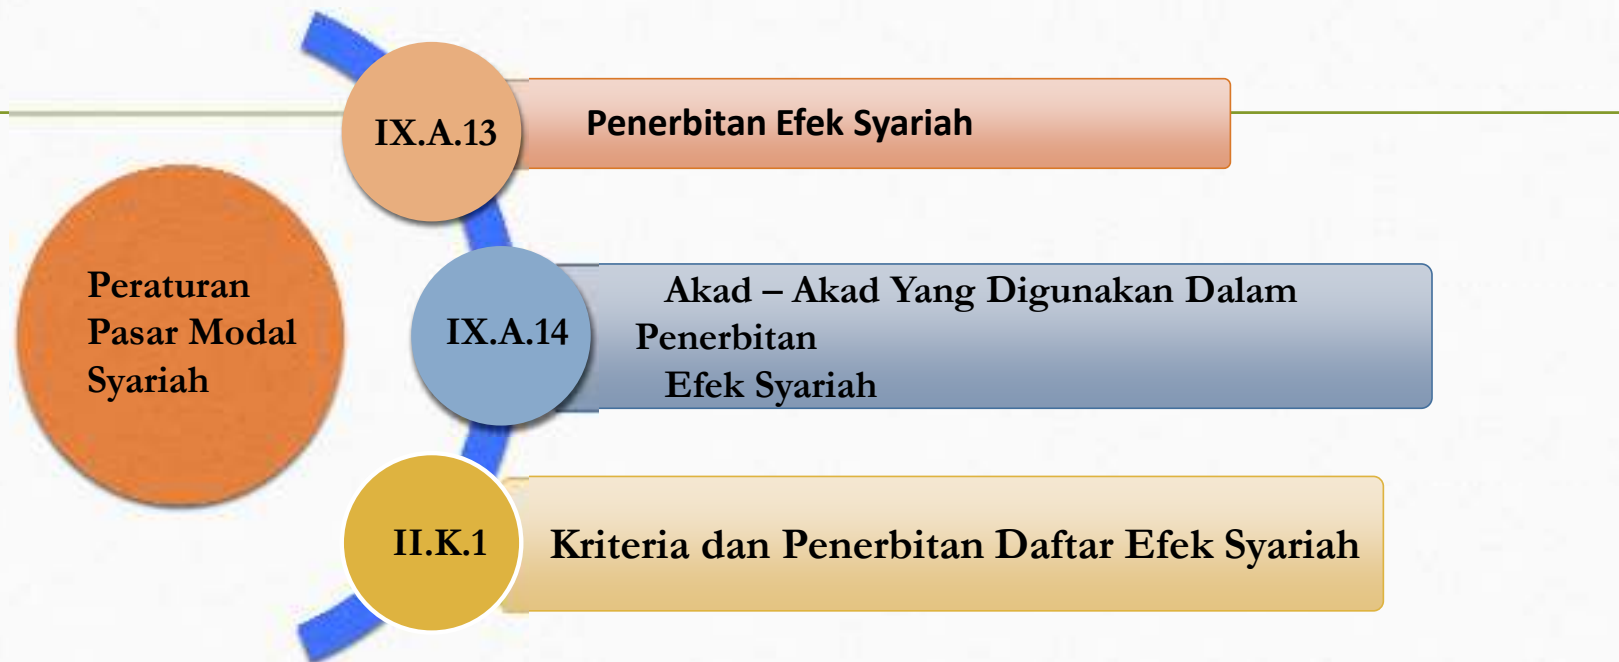 IX.A.13
Penerbitan Efek Syariah
Peraturan
Pasar Modal
Syariah
IX.A.14
Akad – Akad Yang Digunakan Dalam
Penerbitan
Efek Syariah
II.K.1
Kriteria dan Penerbitan Daftar Efek Syariah